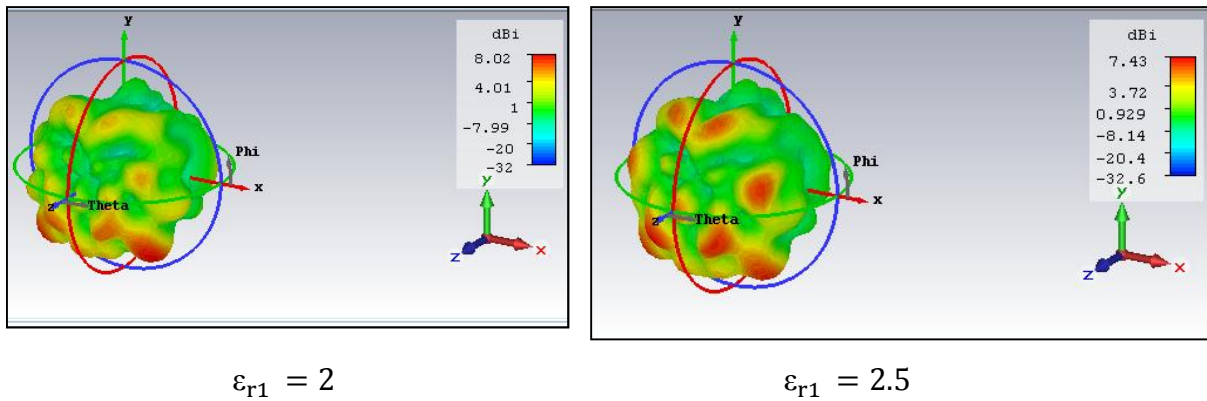 y
dBi
8.02
4.01
1
-7.99
-20
-32
Phi
x
z
Theta
Y
z
x
y
dBi
7.43
3.72
0.929
-8.14
-20.4
-32.6
Phi
x
z
Theta
Y
z
x
εr1 = 2
εr1 = 2.5